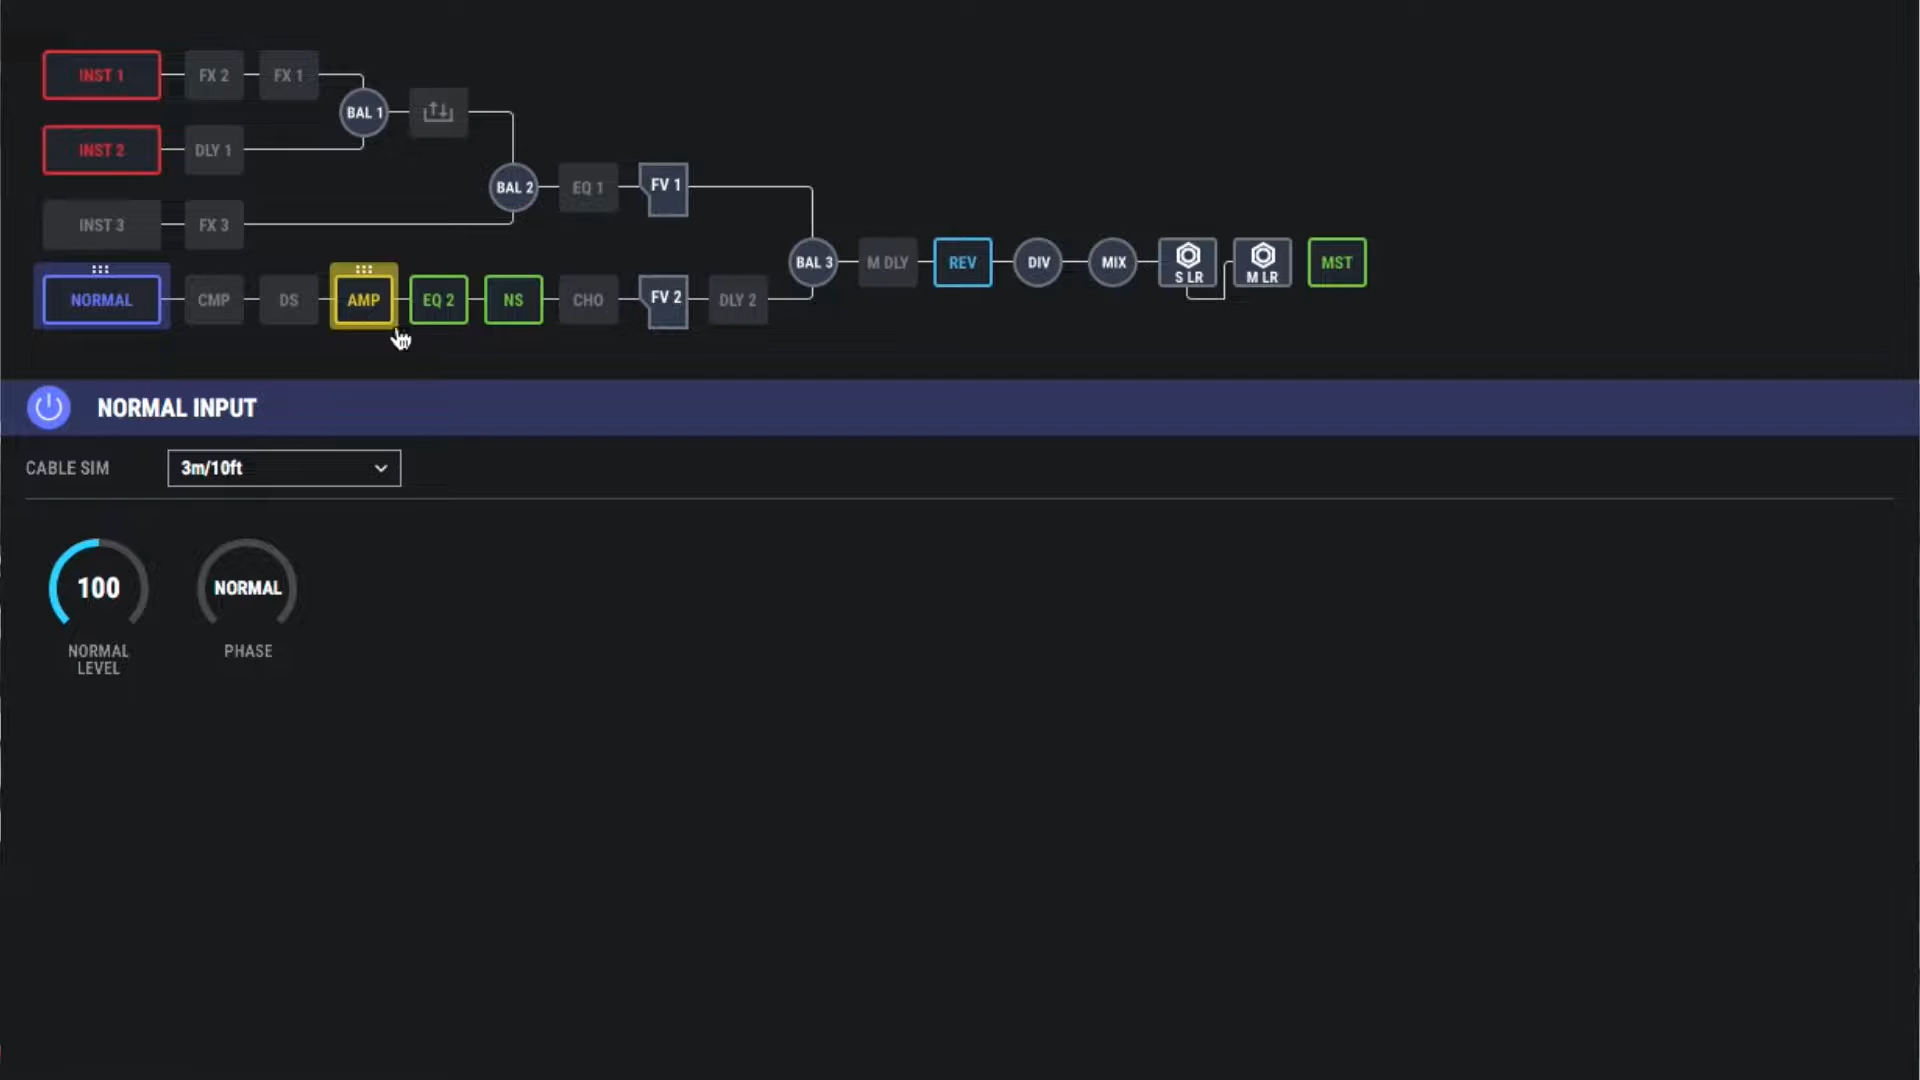 INST 1
FX 2
FX 1
BAL 1
INST 2
DLY 1
BAL 2
EQ 1
FV 1
INST 3
FX 3
BAL 3
M DLY
REV
DIV
MIX
S LR
M LR
MST
NORMAL
CMP
DS
AMP
EQ 2
NS
CHO
FV 2
DLY 2
NORMAL INPUT
CABLE SIM
3m/10ft
100
NORMAL
NORMAL
LEVEL
PHASE